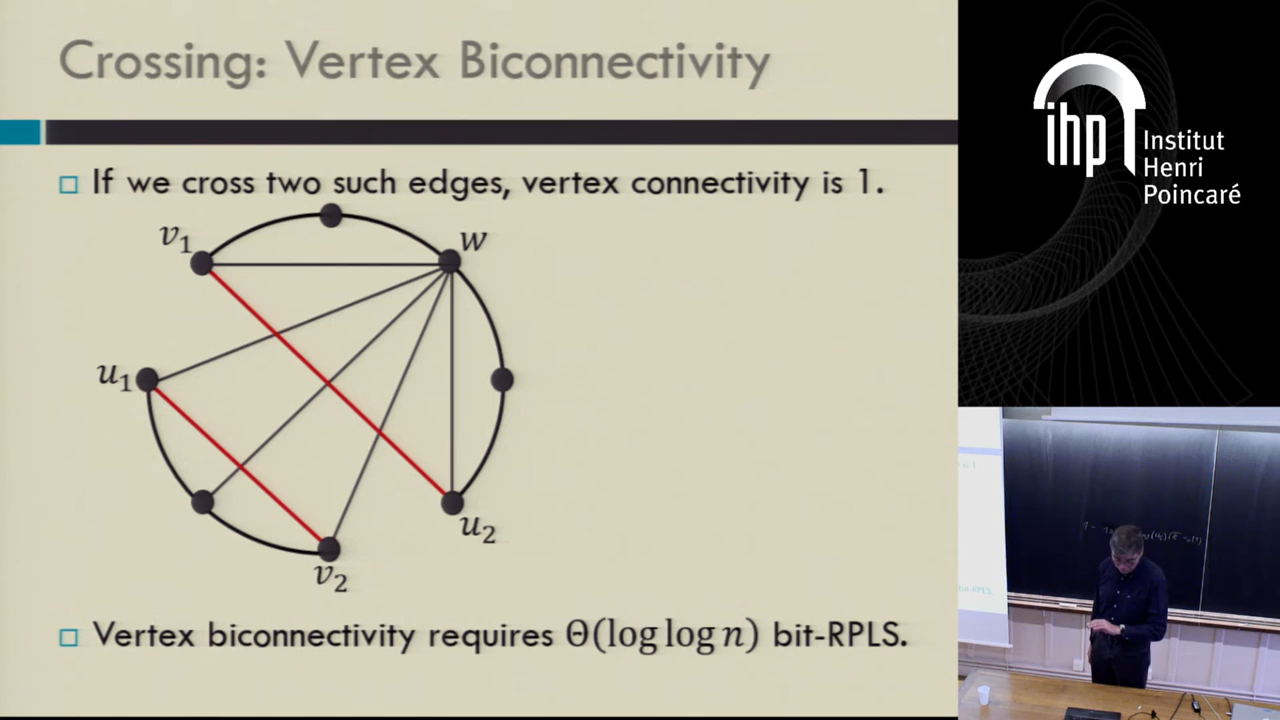 Crossing: Vertex Biconnectivity
If we cross two such edges, vertex connectivity is 1.
v₁
w
u₁
u₂
v₂
Vertex biconnectivity requires Θ(log log n) bit-RPLS.
ihp
Institut
Henri
Poincaré